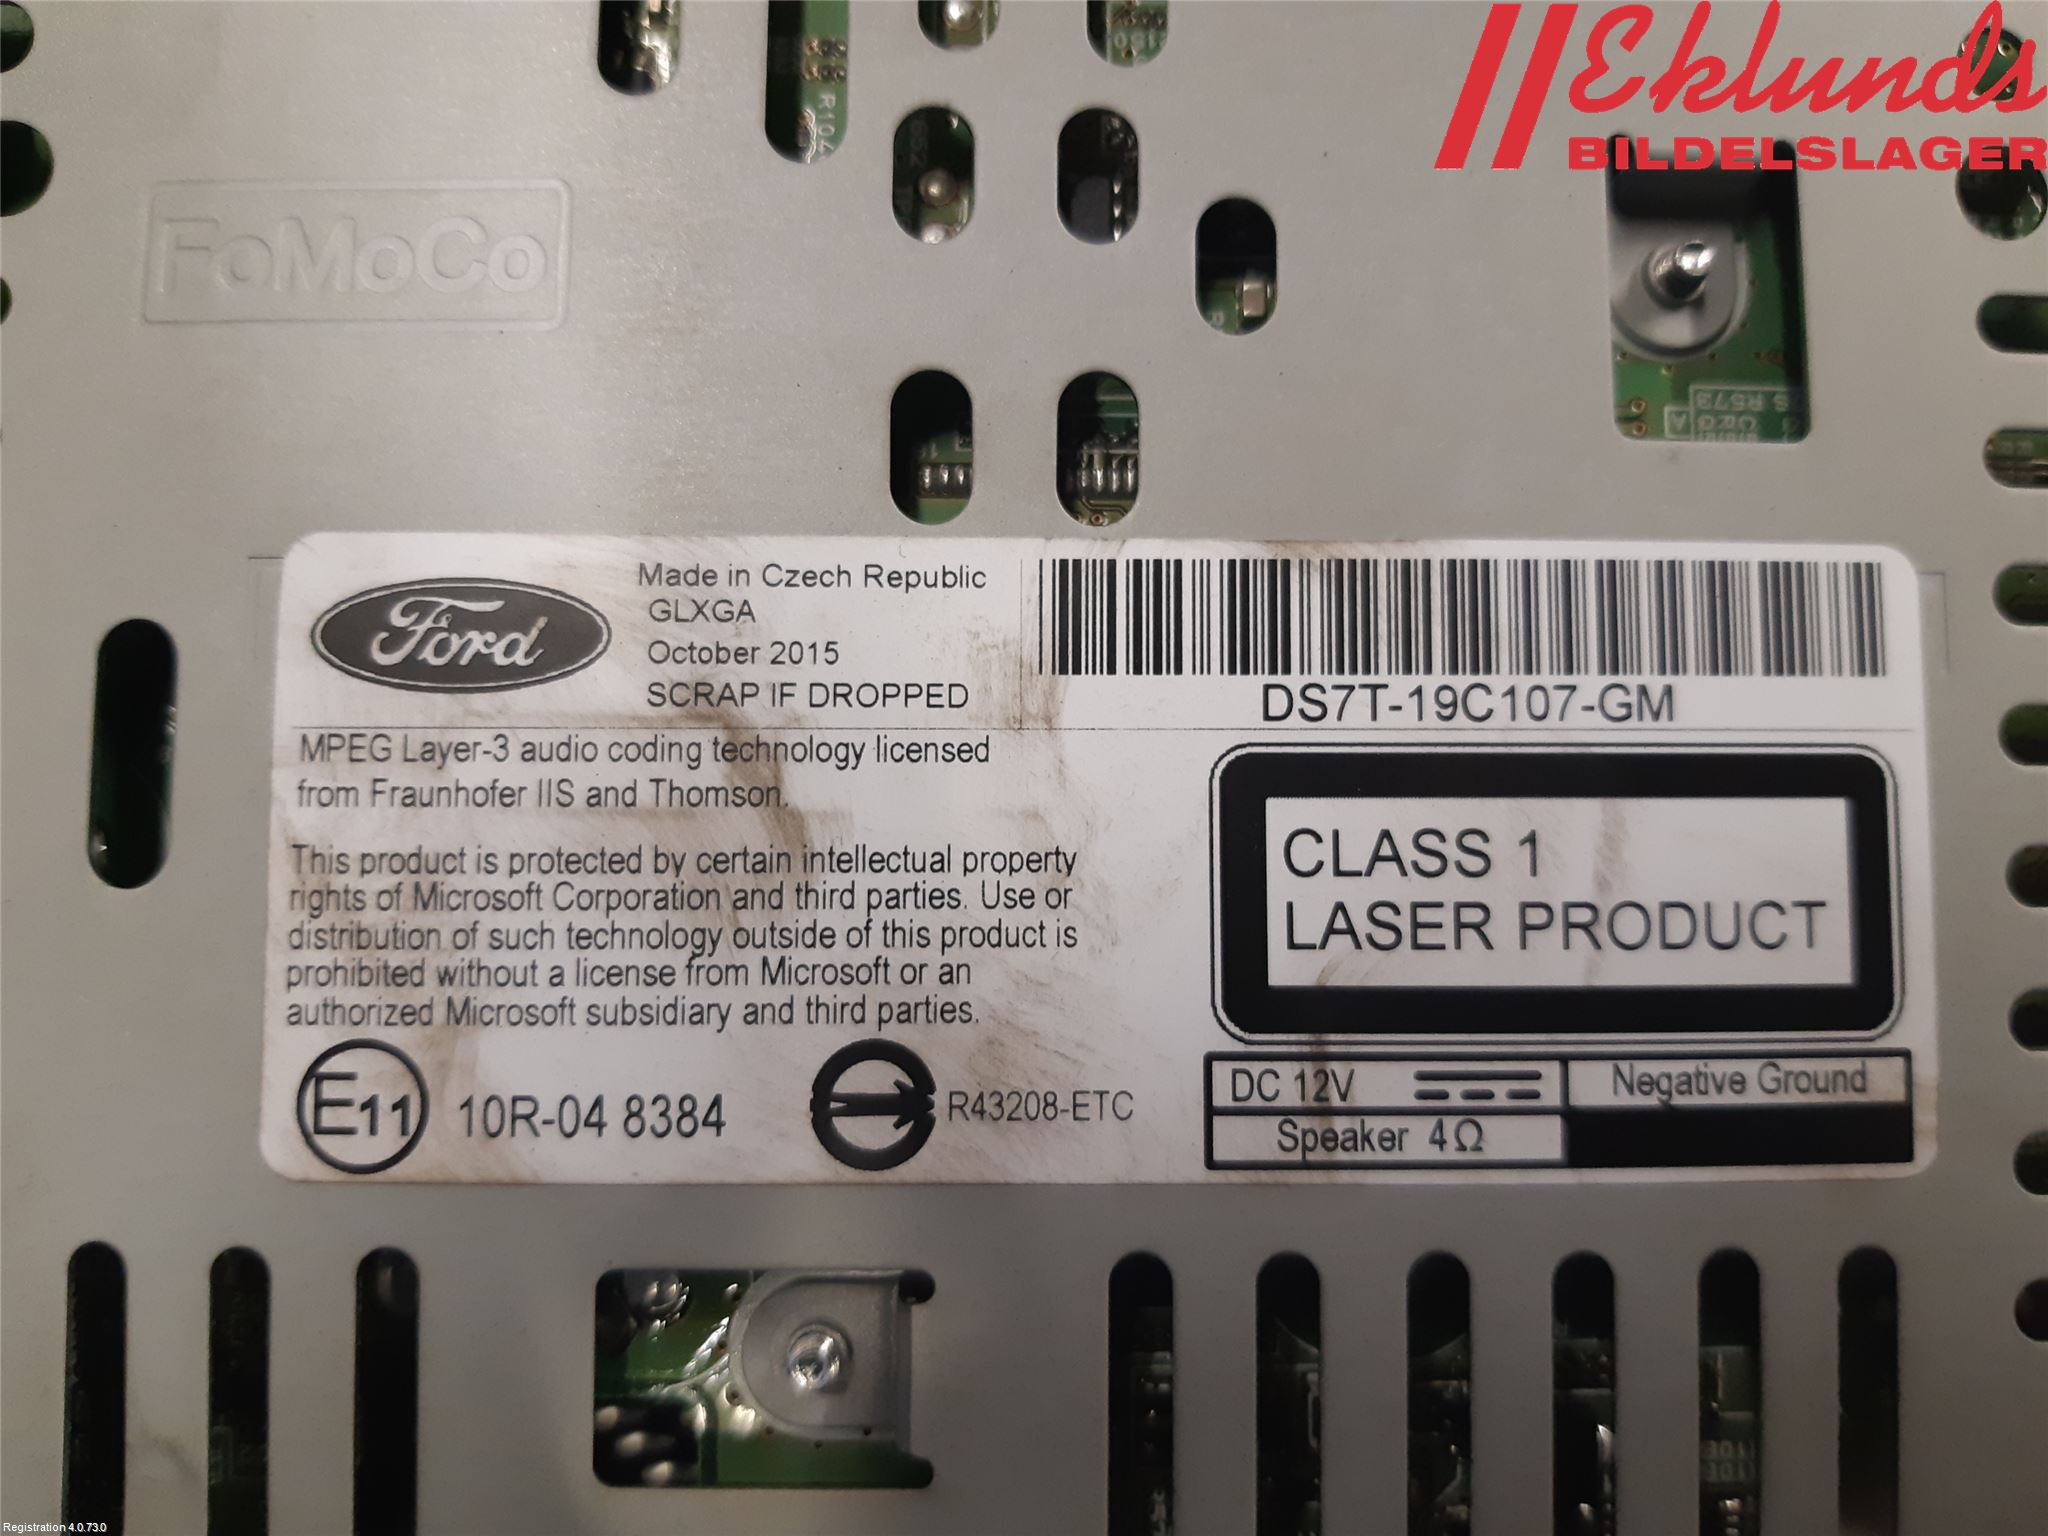 Eklunds
BILDELSLAGER
R104
FoMoCo
R573
Ford
Made in Czech Republic
GLXGA
October 2015
SCRAP IF DROPPED
DS7T-19C107-GM
MPEG Layer-3 audio coding technology licensed
from Fraunhofer IIS and Thomson.
This product is protected by certain intellectual property
rights of Microsoft Corporation and third parties. Use or
distribution of such technology outside of this product is
prohibited without a license from Microsoft or an
authorized Microsoft subsidiary and third parties.
CLASS 1
LASER PRODUCT
E11 10R-04 8384
R43208-ETC
DC 12V
Negative Ground
Speaker 4Ω
Registration 4.0.73.0